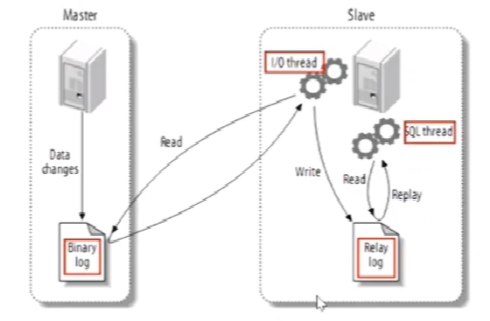 Master
Slave
I/O thread
SQL thread
Data
changes
Read
Write
Read
Replay
Binary
log
Relay
log